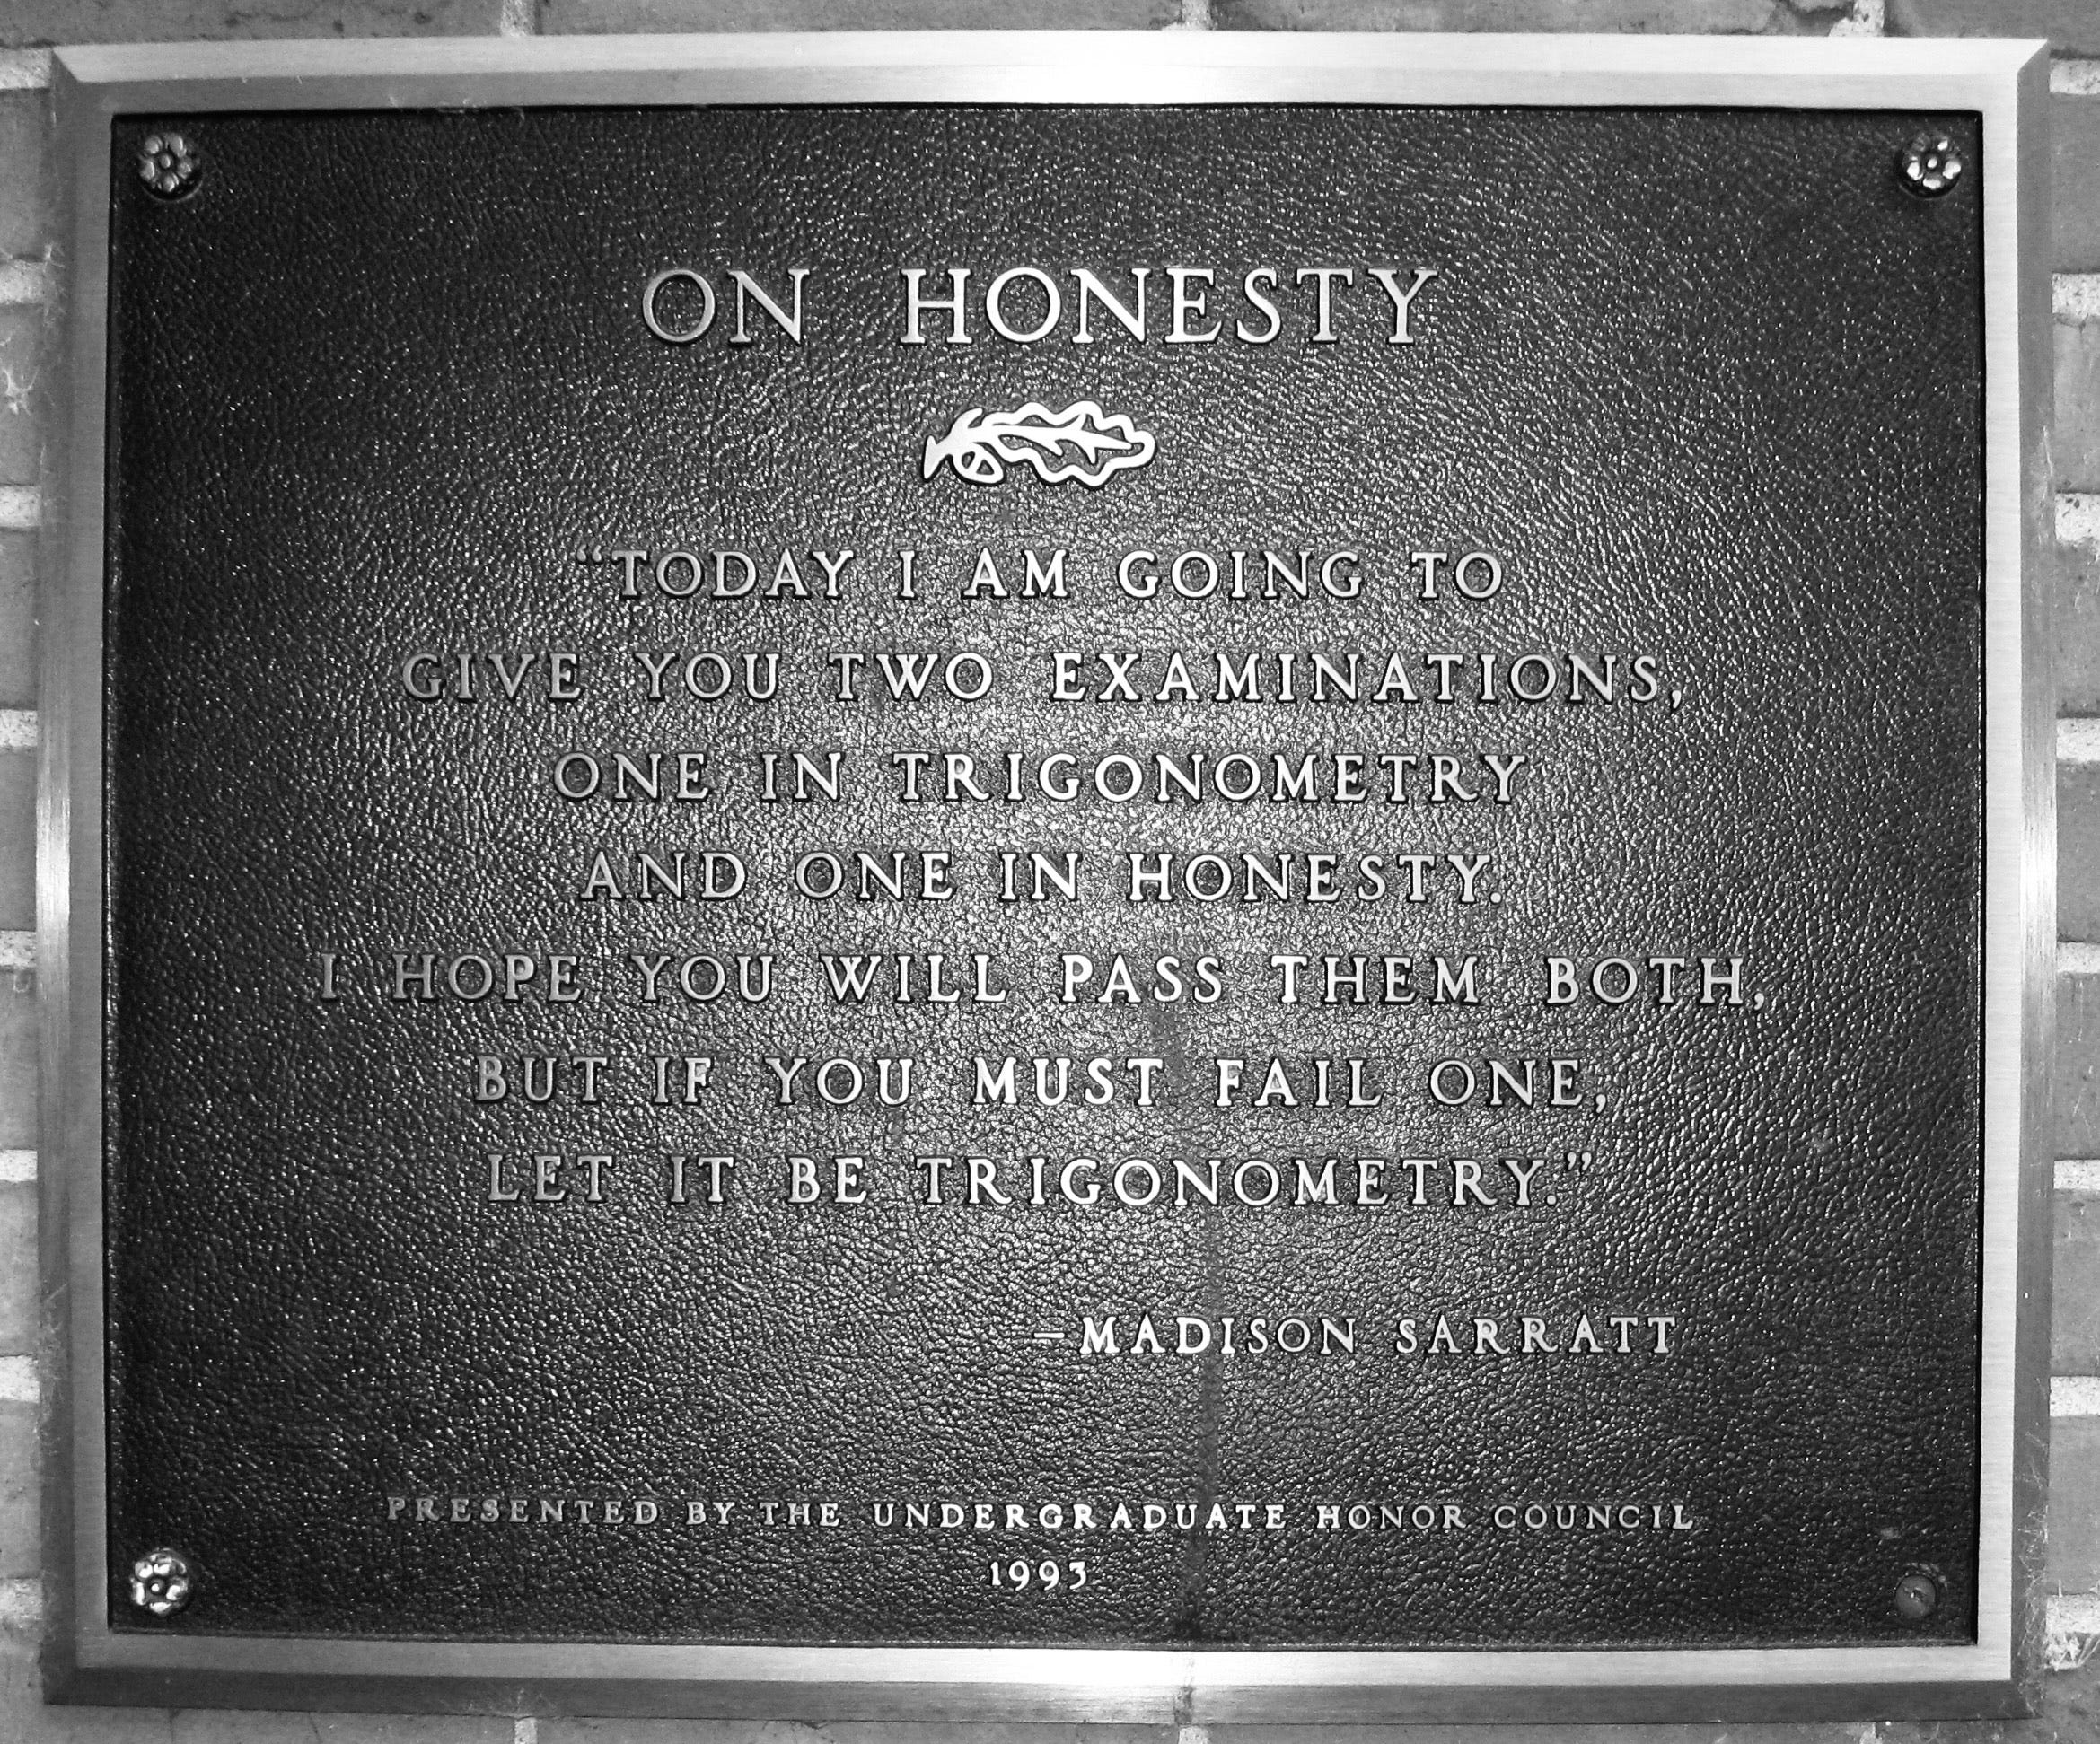 ON HONESTY
“TODAY I AM GOING TO
GIVE YOU TWO EXAMINATIONS,
ONE IN TRIGONOMETRY
AND ONE IN HONESTY.
I HOPE YOU WILL PASS THEM BOTH,
BUT IF YOU MUST FAIL ONE,
LET IT BE TRIGONOMETRY.”
–MADISON SARRATT
PRESENTED BY THE UNDERGRADUATE HONOR COUNCIL
1993